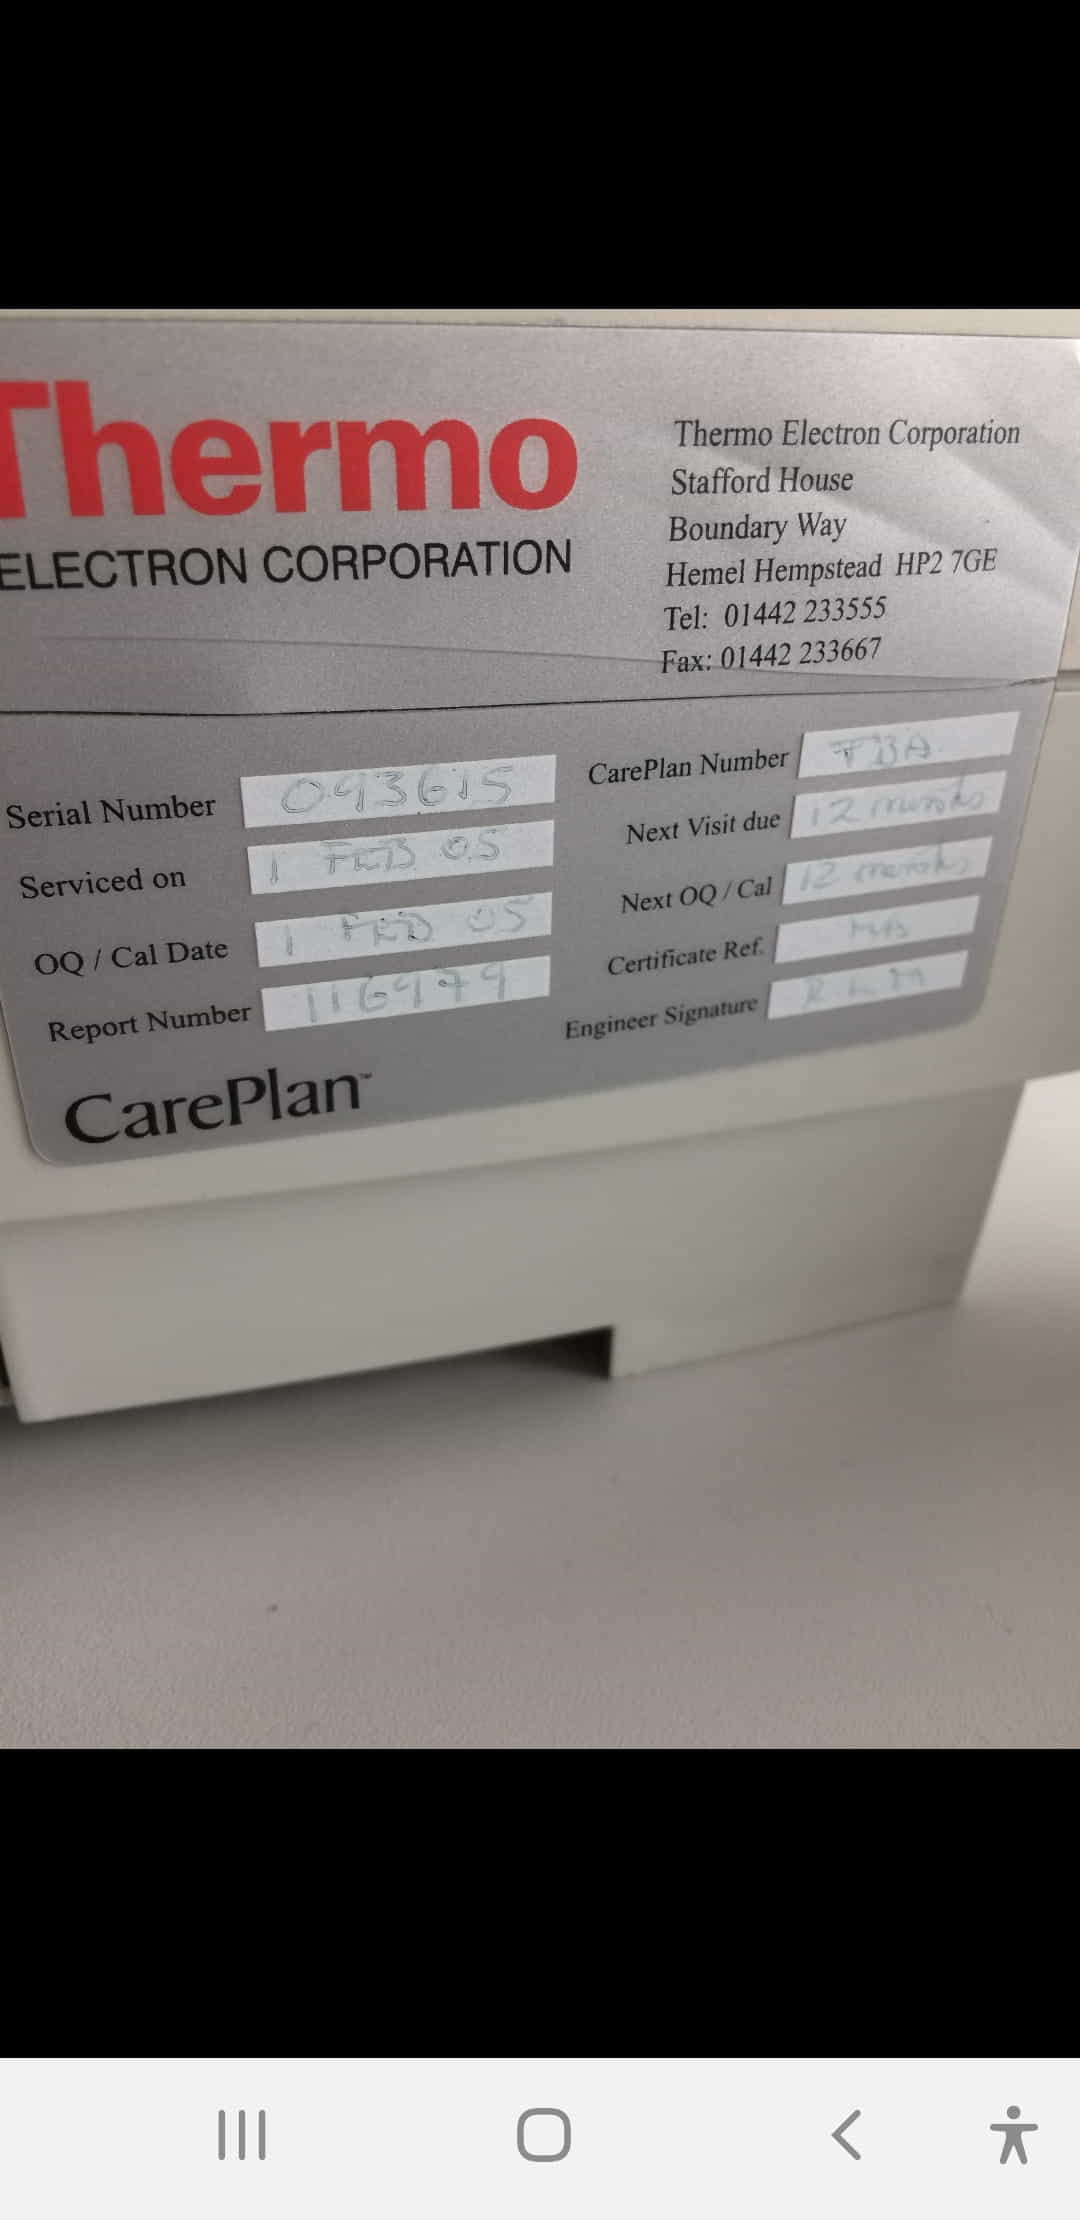 Thermo
ELECTRON CORPORATION
Thermo Electron Corporation
Stafford House
Boundary Way
Hemel Hempstead HP2 7GE
Tel: 01442 233555
Fax: 01442 233667
Serial Number 093615
Serviced on 1 FEB 05
OQ / Cal Date 1 FEB 05
Report Number
CarePlan Number TBA
Next Visit due 12 months
Next OQ / Cal 12 months
Certificate Ref.
Engineer Signature RLM
CarePlan™